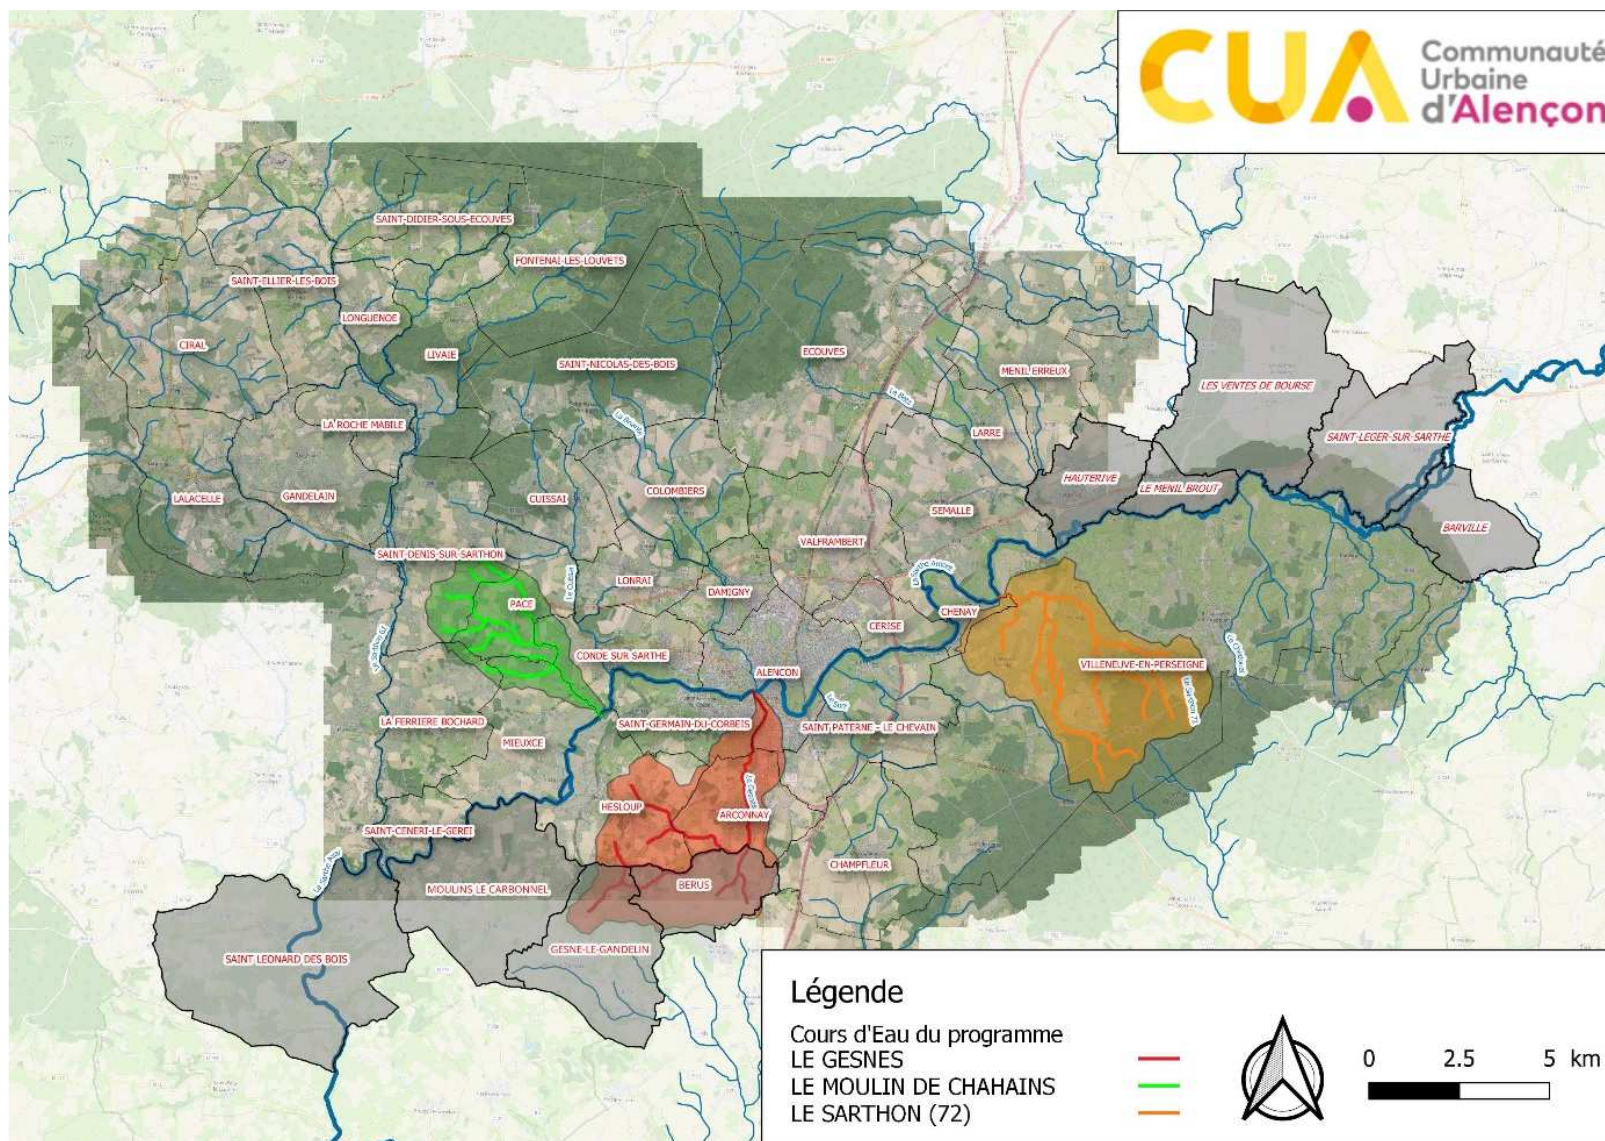 CUA
Communauté
Urbaine
d'Alençon
SAINT-DIDIER-SOUS-ECOUVES
FONTENAI-LES-LOUVETS
SAINT-ELLIER-LES-BOIS
LONGUENOE
CIRAL
LIVAIE
SAINT-NICOLAS-DES-BOIS
ECOUVES
MENIL ERREUX
LES VENTES DE BOURSE
LA ROCHE MABILE
LARRE
SAINT-LEGER-SUR-SARTHE
HAUTERIVE
LE MENIL BROUT
LALACELLE
GANDELAIN
CUISSAI
COLOMBIERS
SEMALLE
BARVILLE
VALFRAMBERT
SAINT-DENIS-SUR-SARTHON
La Sarthe Amont
LONRAI
DAMIGNY
PACE
CHENAY
CERISE
CONDE SUR SARTHE
VILLENEUVE-EN-PERSEIGNE
ALENCON
LA FERRIERE BOCHARD
SAINT-GERMAIN-DU-CORBEIS
SAINT PATERNE - LE CHEVAIN
MIEUXCE
HESLOUP
ARCONNAY
SAINT-CENERI-LE-GEREI
CHAMPFLEUR
MOULINS LE CARBONNEL
BERUS
GESNE-LE-GANDELIN
SAINT LEONARD DES BOIS
Légende
Cours d'Eau du programme
LE GESNES
LE MOULIN DE CHAHAINS
LE SARTHON (72)
0 2.5 5 km